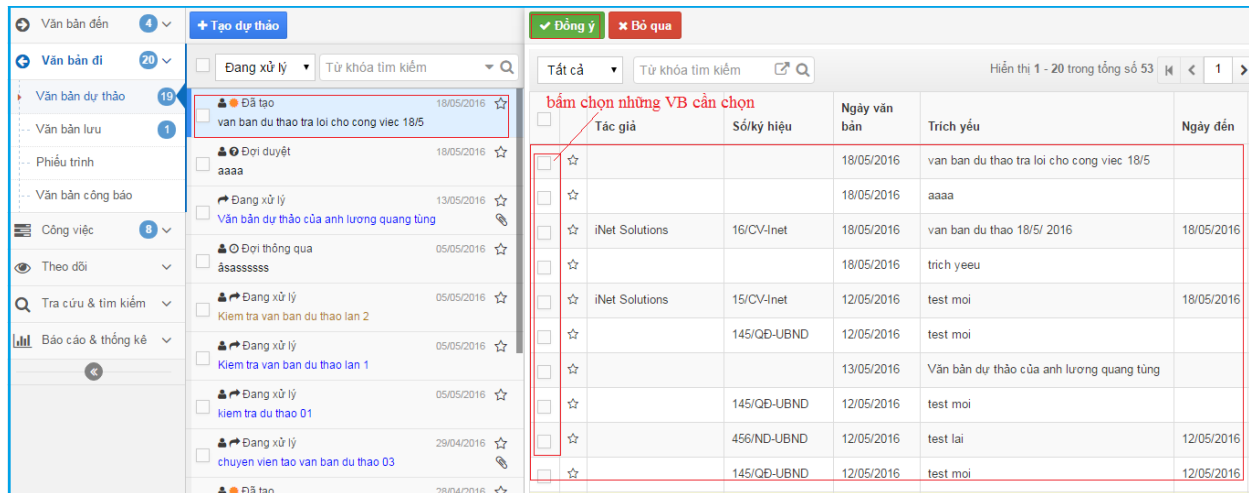 Văn bản đến 4
Văn bản đi 20
Văn bản dự thảo 19
Văn bản lưu 1
Phiếu trình
Văn bản công báo
Công việc 8
Theo dõi
Tra cứu & tìm kiếm
Báo cáo & thống kê
+ Tạo dự thảo
Đang xử lý Từ khóa tìm kiếm
Đã tạo 18/05/2016
van ban du thao tra loi cho cong viec 18/5
Đợi duyệt 18/05/2016
aaaa
Đang xử lý 13/05/2016
Văn bản dự thảo của anh lương quang tùng
Đợi thông qua 05/05/2016
âsassssss
Đang xử lý 05/05/2016
Kiem tra van ban du thao lan 2
Đang xử lý 05/05/2016
Kiem tra van ban du thao lan 1
Đang xử lý 05/05/2016
kiem tra du thao 01
Đang xử lý 29/04/2016
chuyen vien tao van ban du thao 03
Đã tạo 28/04/2016
Đồng ý Bỏ qua
Tất cả Từ khóa tìm kiếm Hiển thị 1 - 20 trong tổng số 53 1
bấm chọn những VB cần chọn
Tác giả Số/ký hiệu Ngày văn bản Trích yếu Ngày đến
18/05/2016 van ban du thao tra loi cho cong viec 18/5
18/05/2016 aaaa
iNet Solutions 16/CV-Inet 18/05/2016 van ban du thao 18/5/ 2016 18/05/2016
18/05/2016 trich yeeu
iNet Solutions 15/CV-Inet 12/05/2016 test moi 18/05/2016
145/QĐ-UBND 12/05/2016 test moi
13/05/2016 Văn bản dự thảo của anh lương quang tùng
145/QĐ-UBND 12/05/2016 test moi
456/ND-UBND 12/05/2016 test lai 12/05/2016
145/QĐ-UBND 12/05/2016 test moi 12/05/2016